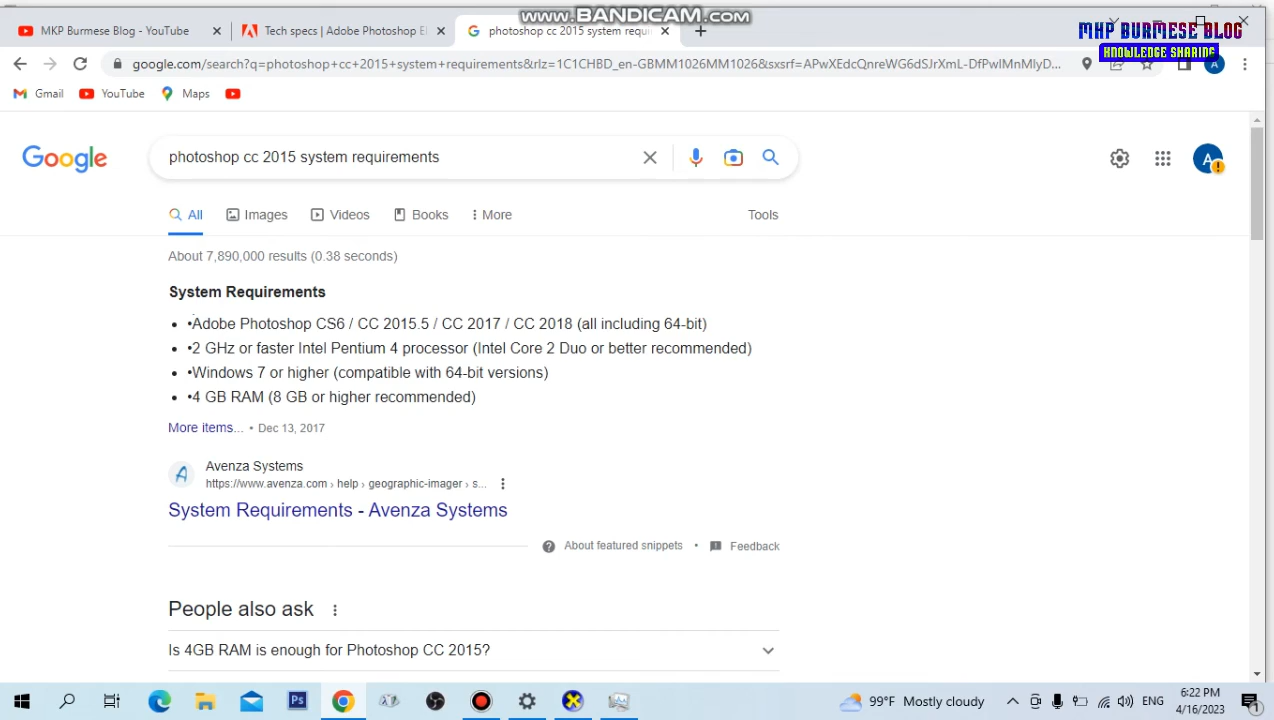 www.BANDICAM.com
MKP BURMESE BLOG
KNOWLEDGE SHARING
MKP Burmese Blog - YouTube
Tech specs | Adobe Photoshop El
photoshop cc 2015 system requi
google.com/search?q=photoshop+cc+2015+system+requirements&rlz=1C1CHBD_en-GBMM1026MM1026&sxsrf=APwXEdcQnreWG6dSJrXmL-DfPwIMnMlyD...
A
Gmail
YouTube
Maps
Google
photoshop cc 2015 system requirements
A
All
Images
Videos
Books
More
Tools
About 7,890,000 results (0.38 seconds)
System Requirements
• •Adobe Photoshop CS6 / CC 2015.5 / CC 2017 / CC 2018 (all including 64-bit)
• •2 GHz or faster Intel Pentium 4 processor (Intel Core 2 Duo or better recommended)
• •Windows 7 or higher (compatible with 64-bit versions)
• •4 GB RAM (8 GB or higher recommended)
More items... • Dec 13, 2017
Avenza Systems
https://www.avenza.com › help › geographic-imager › s...
System Requirements - Avenza Systems
About featured snippets • Feedback
People also ask
Is 4GB RAM is enough for Photoshop CC 2015?
Ps
99°F Mostly cloudy
ENG
6:22 PM
4/16/2023
1